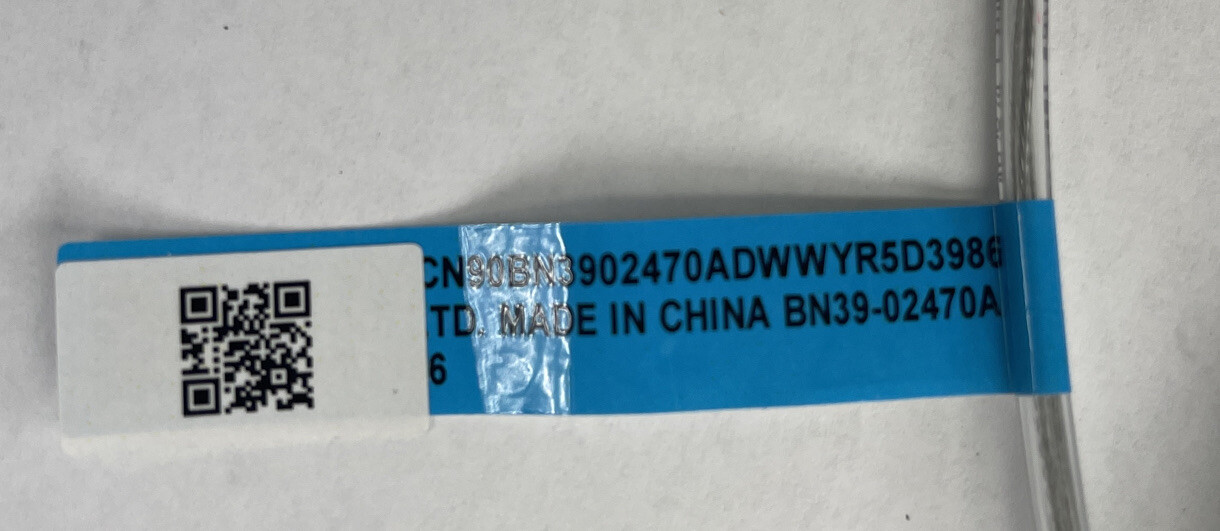 CN90BN3902470ADWWYR5D3986
TD. MADE IN CHINA BN39-02470A
6